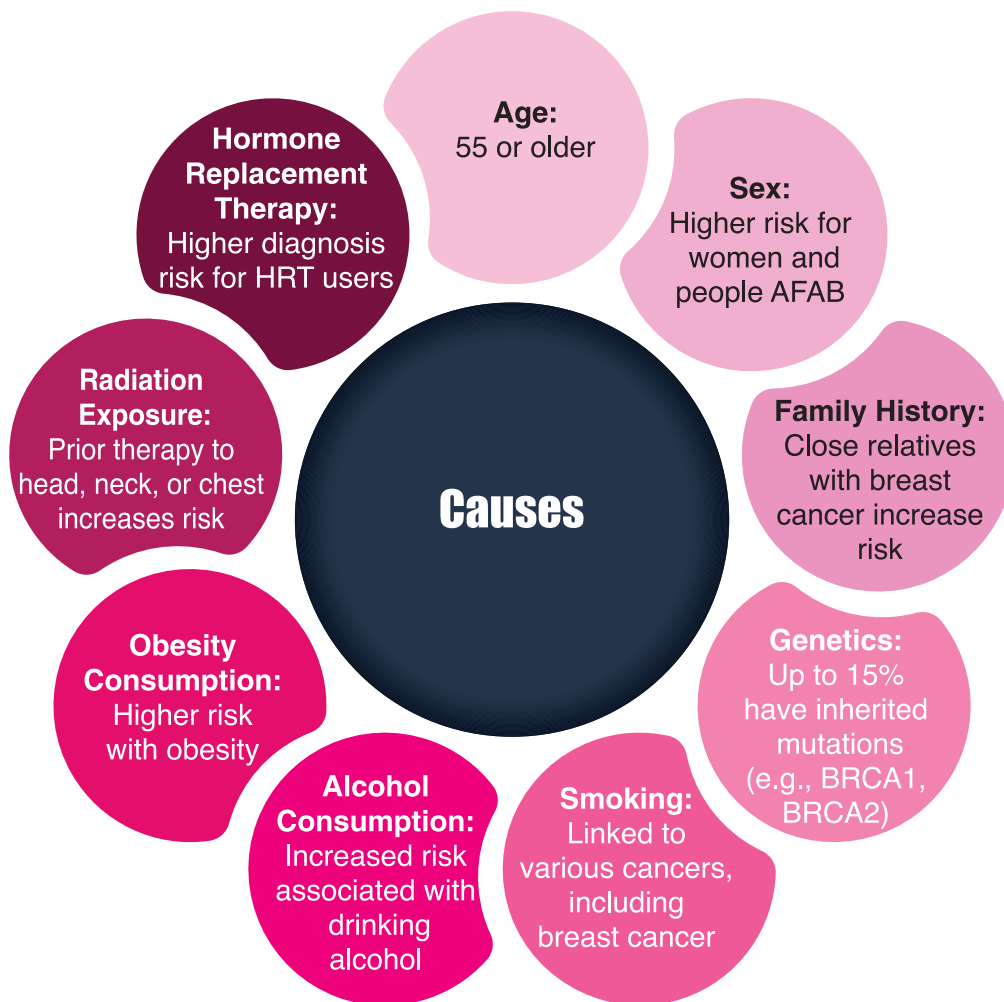 Age:
55 or older
Sex:
Higher risk for
women and
people AFAB
Family History:
Close relatives
with breast
cancer increase
risk
Genetics:
Up to 15%
have inherited
mutations
(e.g., BRCA1,
BRCA2)
Smoking:
Linked to
various cancers,
including
breast cancer
Alcohol
Consumption:
Increased risk
associated with
drinking
alcohol
Obesity
Consumption:
Higher risk
with obesity
Radiation
Exposure:
Prior therapy to
head, neck, or chest
increases risk
Hormone
Replacement
Therapy:
Higher diagnosis
risk for HRT users
Causes